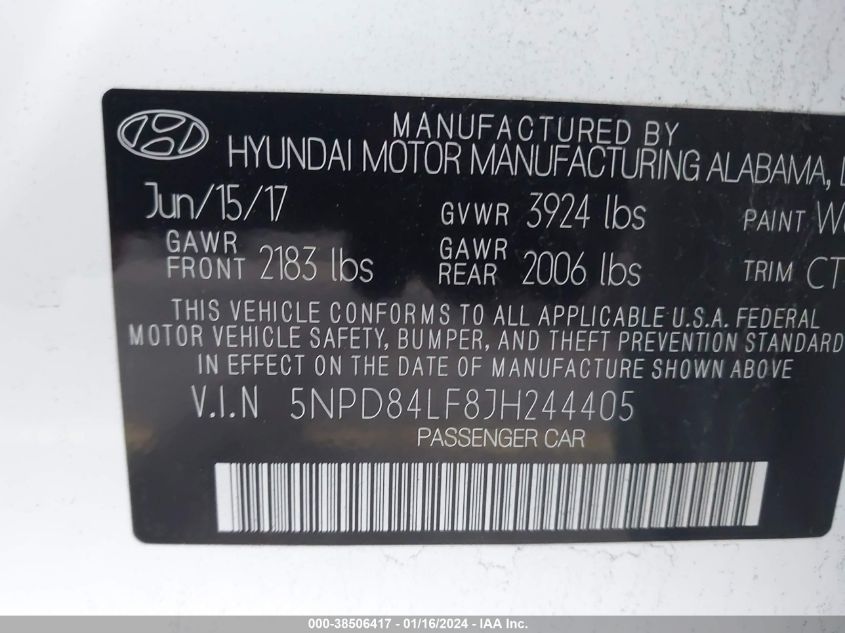 MANUFACTURED BY
HYUNDAI MOTOR MANUFACTURING ALABAMA,
Jun/15/17 GVWR 3924 lbs PAINT
GAWR FRONT 2183 lbs GAWR REAR 2006 lbs TRIM CT
THIS VEHICLE CONFORMS TO ALL APPLICABLE U.S.A. FEDERAL
MOTOR VEHICLE SAFETY, BUMPER, AND THEFT PREVENTION STANDARD
IN EFFECT ON THE DATE OF MANUFACTURE SHOWN ABOVE
V.I.N 5NPD84LF8JH244405
PASSENGER CAR
000-38506417 - 01/16/2024 - IAA Inc.